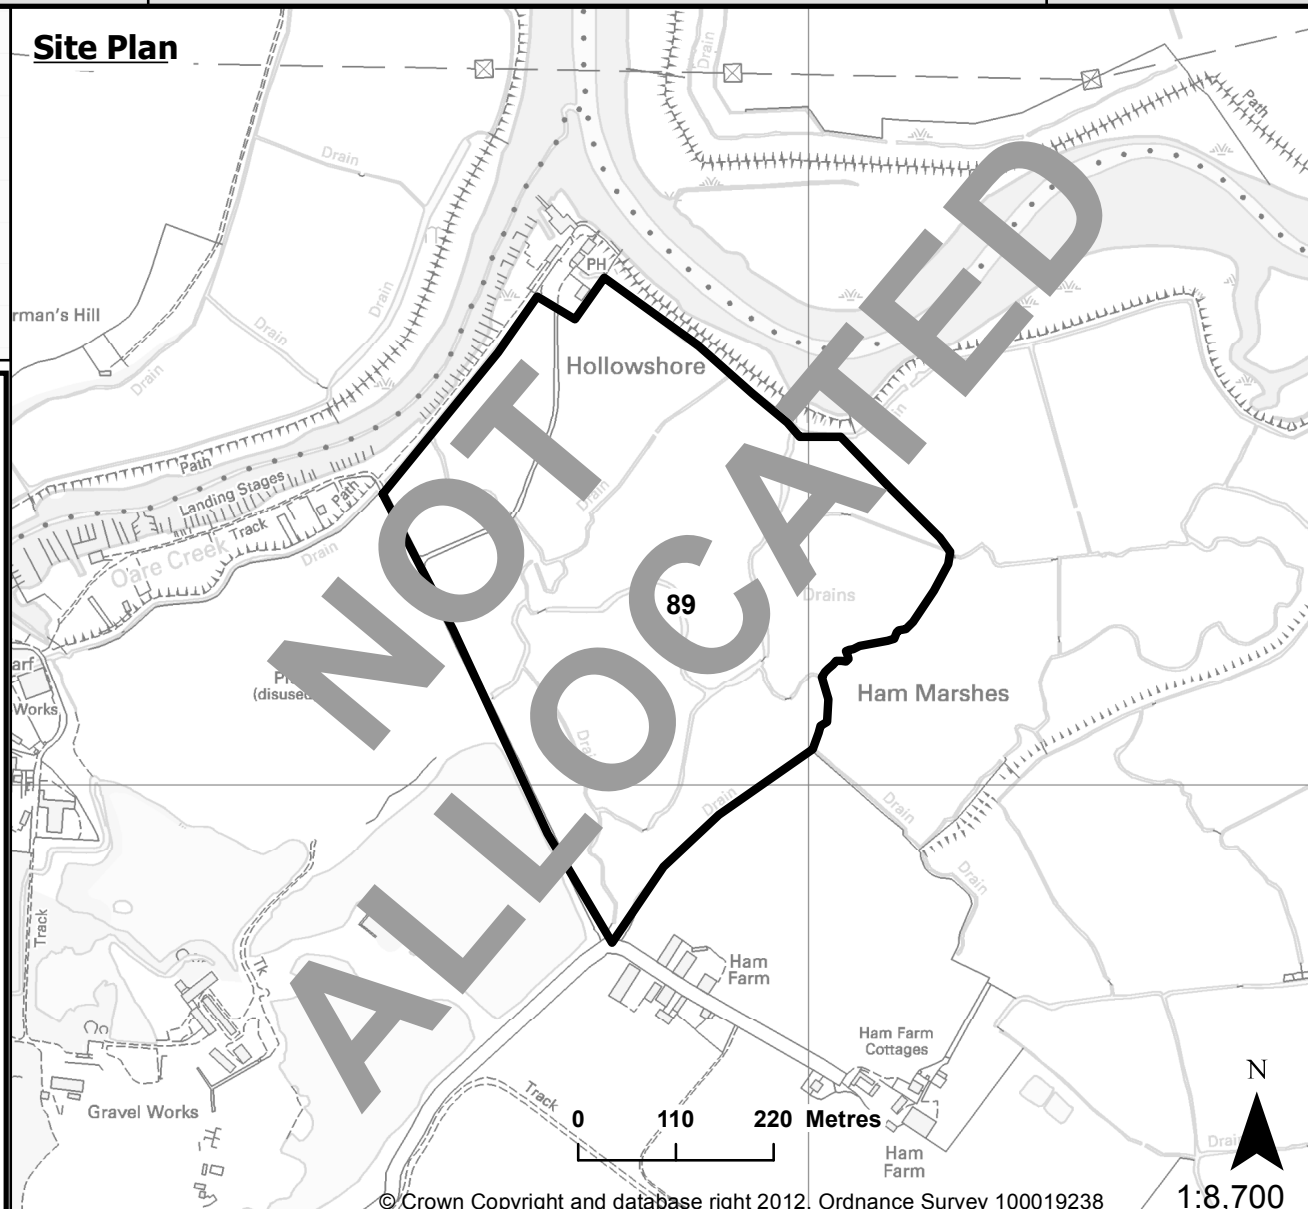 Site Plan
Drain
Path
Drain
PH
Drain
rman's Hill
Drain
Drain
Hollowshore
Path
Landing Stages
Path
Track
Oare Creek
Drain
Drain
NOT
ALLOCATED
89
Drains
arf
Works
(disused
Ham Marshes
Drain
Drain
Drain
Track
Tk
Ham
Farm
Ham Farm
Cottages
Gravel Works
Track
Ham
Farm
N
0 110 220 Metres
© Crown Copyright and database right 2012. Ordnance Survey 100019238
1:8,700